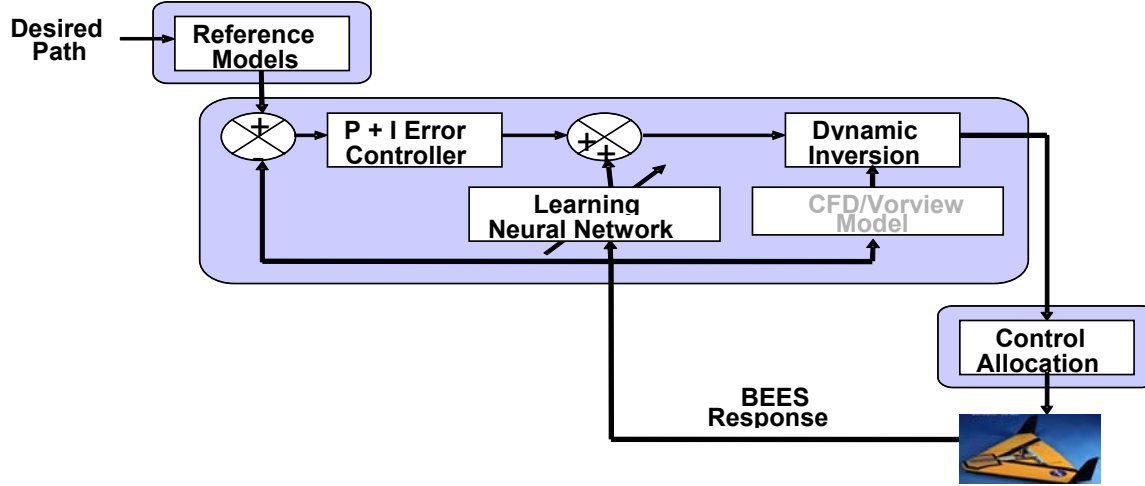 Desired
Path
Reference
Models
+
-
P + I Error
Controller
+
+
Dynamic
Inversion
Learning
Neural Network
CFD/Vorview
Model
Control
Allocation
BEES
Response